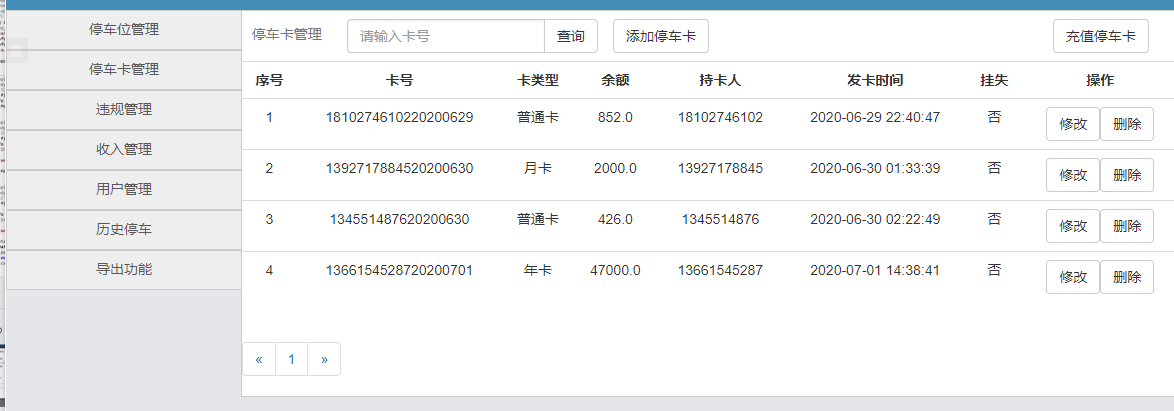 停车位管理
停车卡管理
违规管理
收入管理
用户管理
历史停车
导出功能
停车卡管理 请输入卡号 查询 添加停车卡 充值停车卡
序号 卡号 卡类型 余额 持卡人 发卡时间 挂失 操作
1 1810274610220200629 普通卡 852.0 18102746102 2020-06-29 22:40:47 否 修改 删除
2 1392717884520200630 月卡 2000.0 13927178845 2020-06-30 01:33:39 否 修改 删除
3 134551487620200630 普通卡 426.0 1345514876 2020-06-30 02:22:49 否 修改 删除
4 1366154528720200701 年卡 47000.0 13661545287 2020-07-01 14:38:41 否 修改 删除
« 1 »